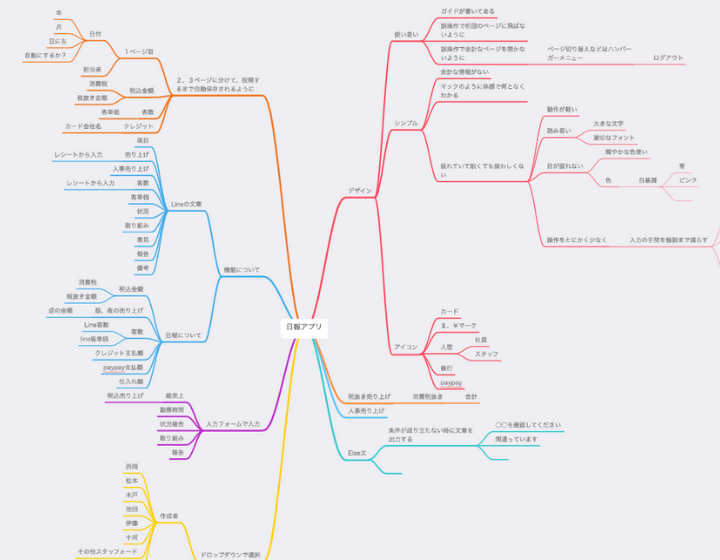 年
月
日にも
自動にするか？
日付
担当者
１ページ目
消費税
税抜き金額
税込金額
客単価
客数
カード会社名
クレジット
２、３ページに分けて、投稿す
るまで自動保存されるように
項目
レシートから入力
売り上げ
人事売り上げ
レシートから入力
客数
客単価
状況
取り組み
意気
報告
備考
Lineの文章
消費税
税抜き金額
税込金額
逆の会観
昼、夜の売り上げ
Line客数
line客単価
客数
クレジット支払額
paypay支払額
仕入れ額
日報について
機能について
税込売り上げ
総売上
勤務時間
状況報告
取り組み
報告
入力フォームで入力
西岡
松本
木戸
池田
伊藤
十河
その他スタッフォード
作成者
ドロップダウンで選択
日報アプリ
ガイドが書いてある
誤操作で前回のページに飛ばな
いように
誤操作で余計なページを開かな
いように
ページ切り替えなどはハンバー
ガーメニュー
ログアウト
使い易い
余計な情報がない
マックのように体感で何となく
わかる
シンプル
疲れていて眠くても煩わしくな
い
動作が軽い
読み易い
大きな文字
適切なフォント
目が疲れない
穏やかな色使い
色
白基調
青
ピンク
操作をとにかく少なく
入力の手間を極限まで減らす
デザイン
アイコン
カード
＄、￥マーク
人型
社員
スタッフ
銀行
paypay
税抜き売り上げ
消費税抜き
合計
人事売り上げ
Else文
条件が成り立たない時に文章を
出力する
〇〇を確認してください
間違っています